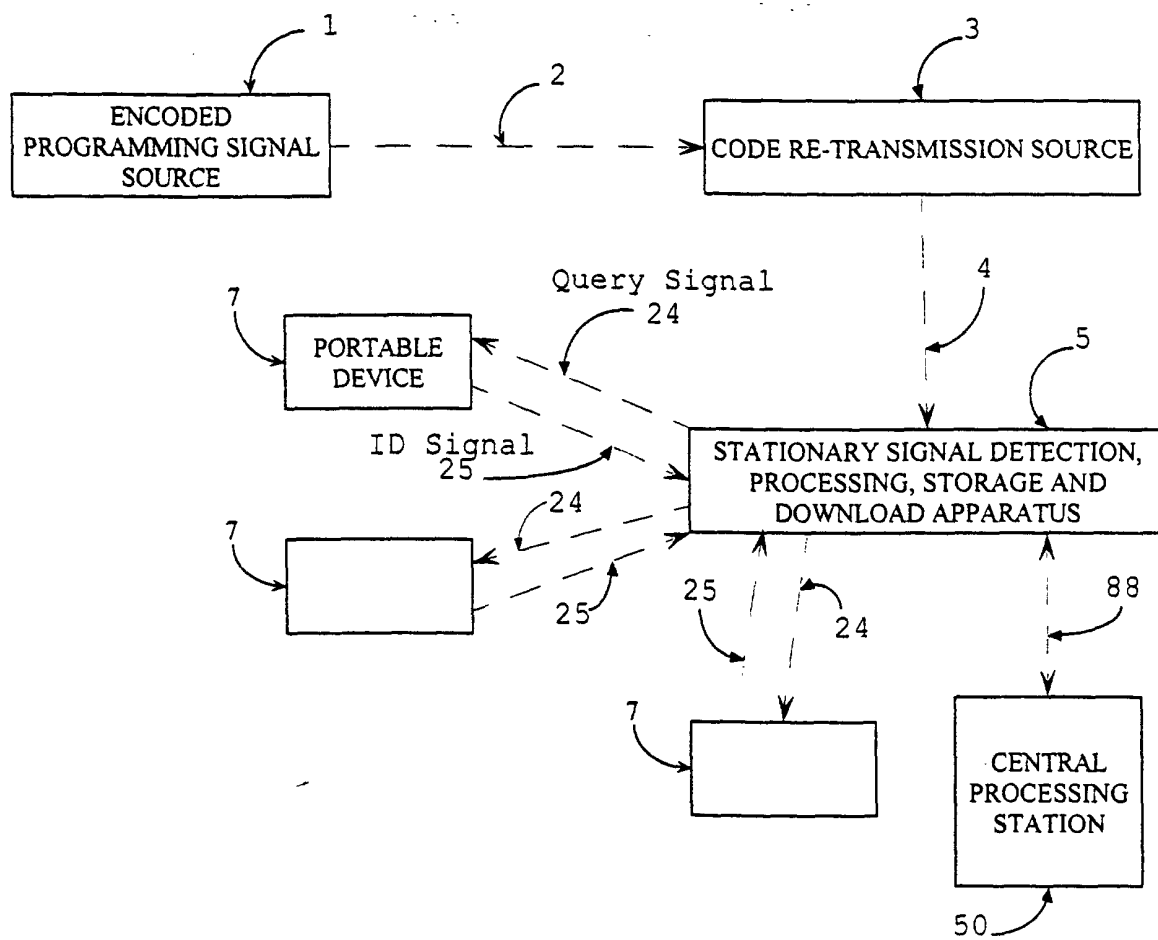 1
2
3
ENCODED
PROGRAMMING SIGNAL
SOURCE
CODE RE-TRANSMISSION SOURCE
4
Query Signal
24
7
PORTABLE
DEVICE
5
ID Signal
25
STATIONARY SIGNAL DETECTION,
PROCESSING, STORAGE AND
DOWNLOAD APPARATUS
24
7
25
25
24
88
7
CENTRAL
PROCESSING
STATION
50